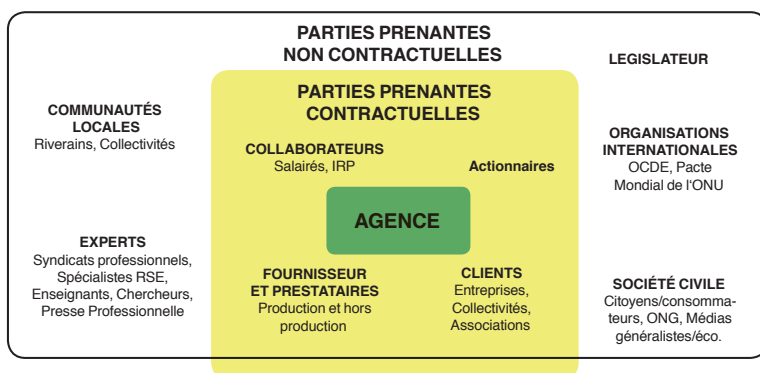 PARTIES PRENANTES
NON CONTRACTUELLES
LEGISLATEUR
PARTIES PRENANTES
CONTRACTUELLES
COMMUNAUTÉS
LOCALES
Riverains, Collectivités
COLLABORATEURS
Salairés, IRP
Actionnaires
ORGANISATIONS
INTERNATIONALES
OCDE, Pacte
Mondial de l'ONU
AGENCE
EXPERTS
Syndicats professionnels,
Spécialistes RSE,
Enseignants, Chercheurs,
Presse Professionnelle
FOURNISSEUR
ET PRESTATAIRES
Production et hors
production
CLIENTS
Entreprises,
Collectivités,
Associations
SOCIÉTÉ CIVILE
Citoyens/consomma-
teurs, ONG, Médias
généralistes/éco.